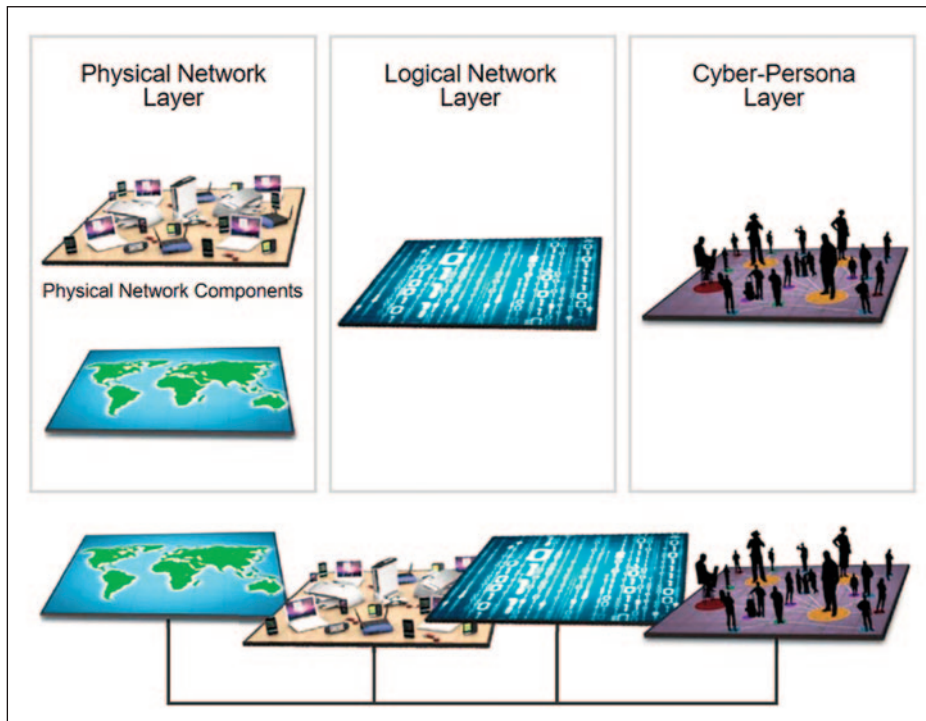 Physical Network
Layer
Logical Network
Layer
Cyber-Persona
Layer
Physical Network Components